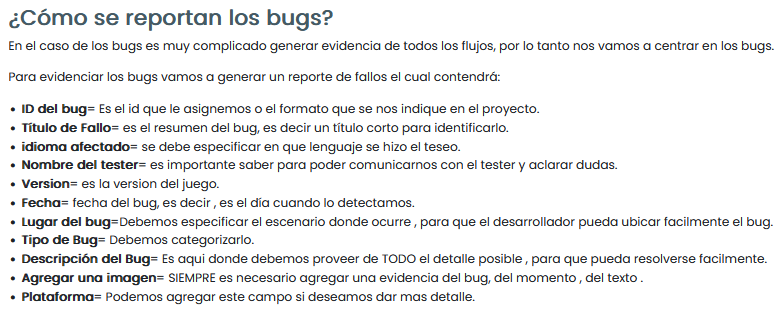 ¿Cómo se reportan los bugs?
En el caso de los bugs es muy complicado generar evidencia de todos los flujos, por lo tanto nos vamos a centrar en los bugs.
Para evidenciar los bugs vamos a generar un reporte de fallos el cual contendrá:
• ID del bug= Es el id que le asignemos o el formato que se nos indique en el proyecto.
• Título de Fallo= es el resumen del bug, es decir un título corto para identificarlo.
• idioma afectado= se debe especificar en que lenguaje se hizo el teseo.
• Nombre del tester= es importante saber para poder comunicarnos con el tester y aclarar dudas.
• Version= es la version del juego.
• Fecha= fecha del bug, es decir , es el día cuando lo detectamos.
• Lugar del bug=Debemos especificar el escenario donde ocurre , para que el desarrollador pueda ubicar facilmente el bug.
• Tipo de Bug= Debemos categorizarlo.
• Descripción del Bug= Es aqui donde debemos proveer de TODO el detalle posible , para que pueda resolverse facilmente.
• Agregar una imagen= SIEMPRE es necesario agregar una evidencia del bug, del momento , del texto .
• Plataforma= Podemos agregar este campo si deseamos dar mas detalle.